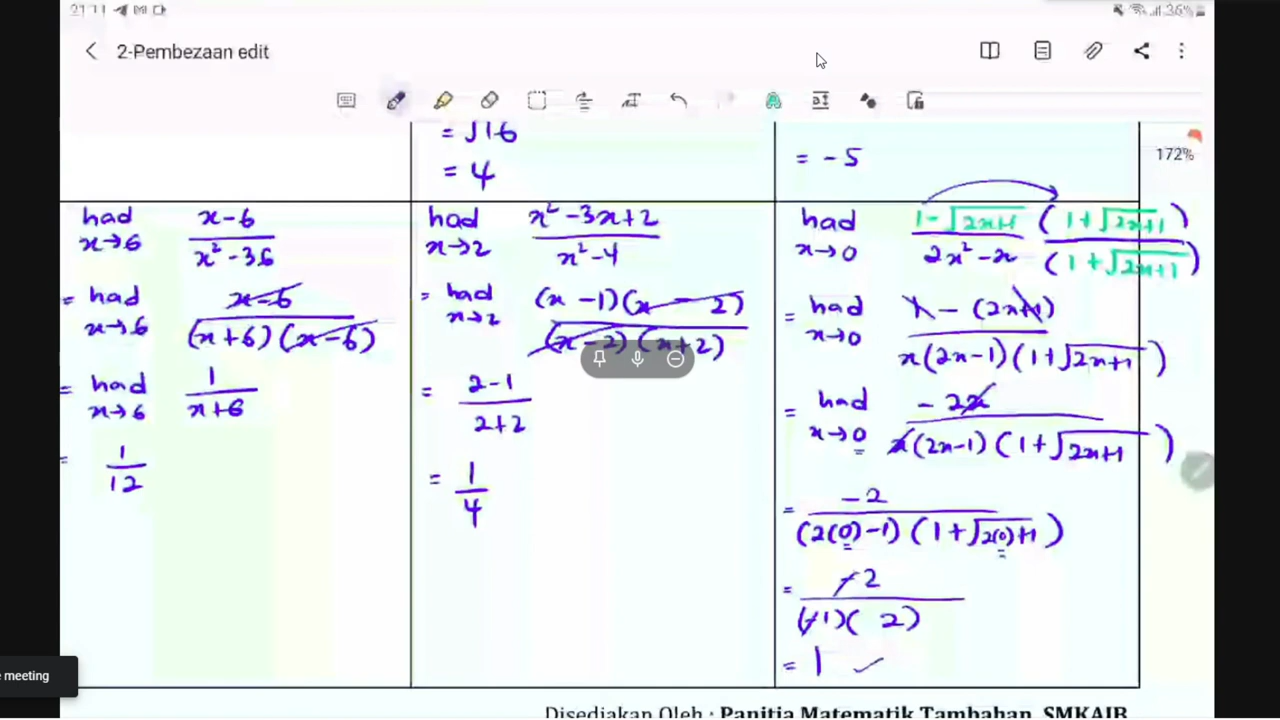 21:11
36%
2-Pembezaan edit
172%
= √16
= 4
= -5
had x→6 (x-6)/(x²-36)
= had x→6 (x-6)/((x+6)(x-6))
= had x→6 1/(x+6)
= 1/12
had x→2 (x²-3x+2)/(x²-4)
= had x→2 ((x-1)(x-2))/((x-2)(x+2))
= (2-1)/(2+2)
= 1/4
had x→0 (1-√(2x+1))/(2x²-x) (1+√(2x+1))/(1+√(2x+1))
= had x→0 (1-(2x+1))/(x(2x-1)(1+√(2x+1)))
= had x→0 (-2x)/(x(2x-1)(1+√(2x+1)))
= -2/((2(0)-1)(1+√(2(0)+1)))
= -2/((-1)(2))
= 1 ✓
meeting
Disediakan Oleh : Panitia Matematik Tambahan, SMKAIB